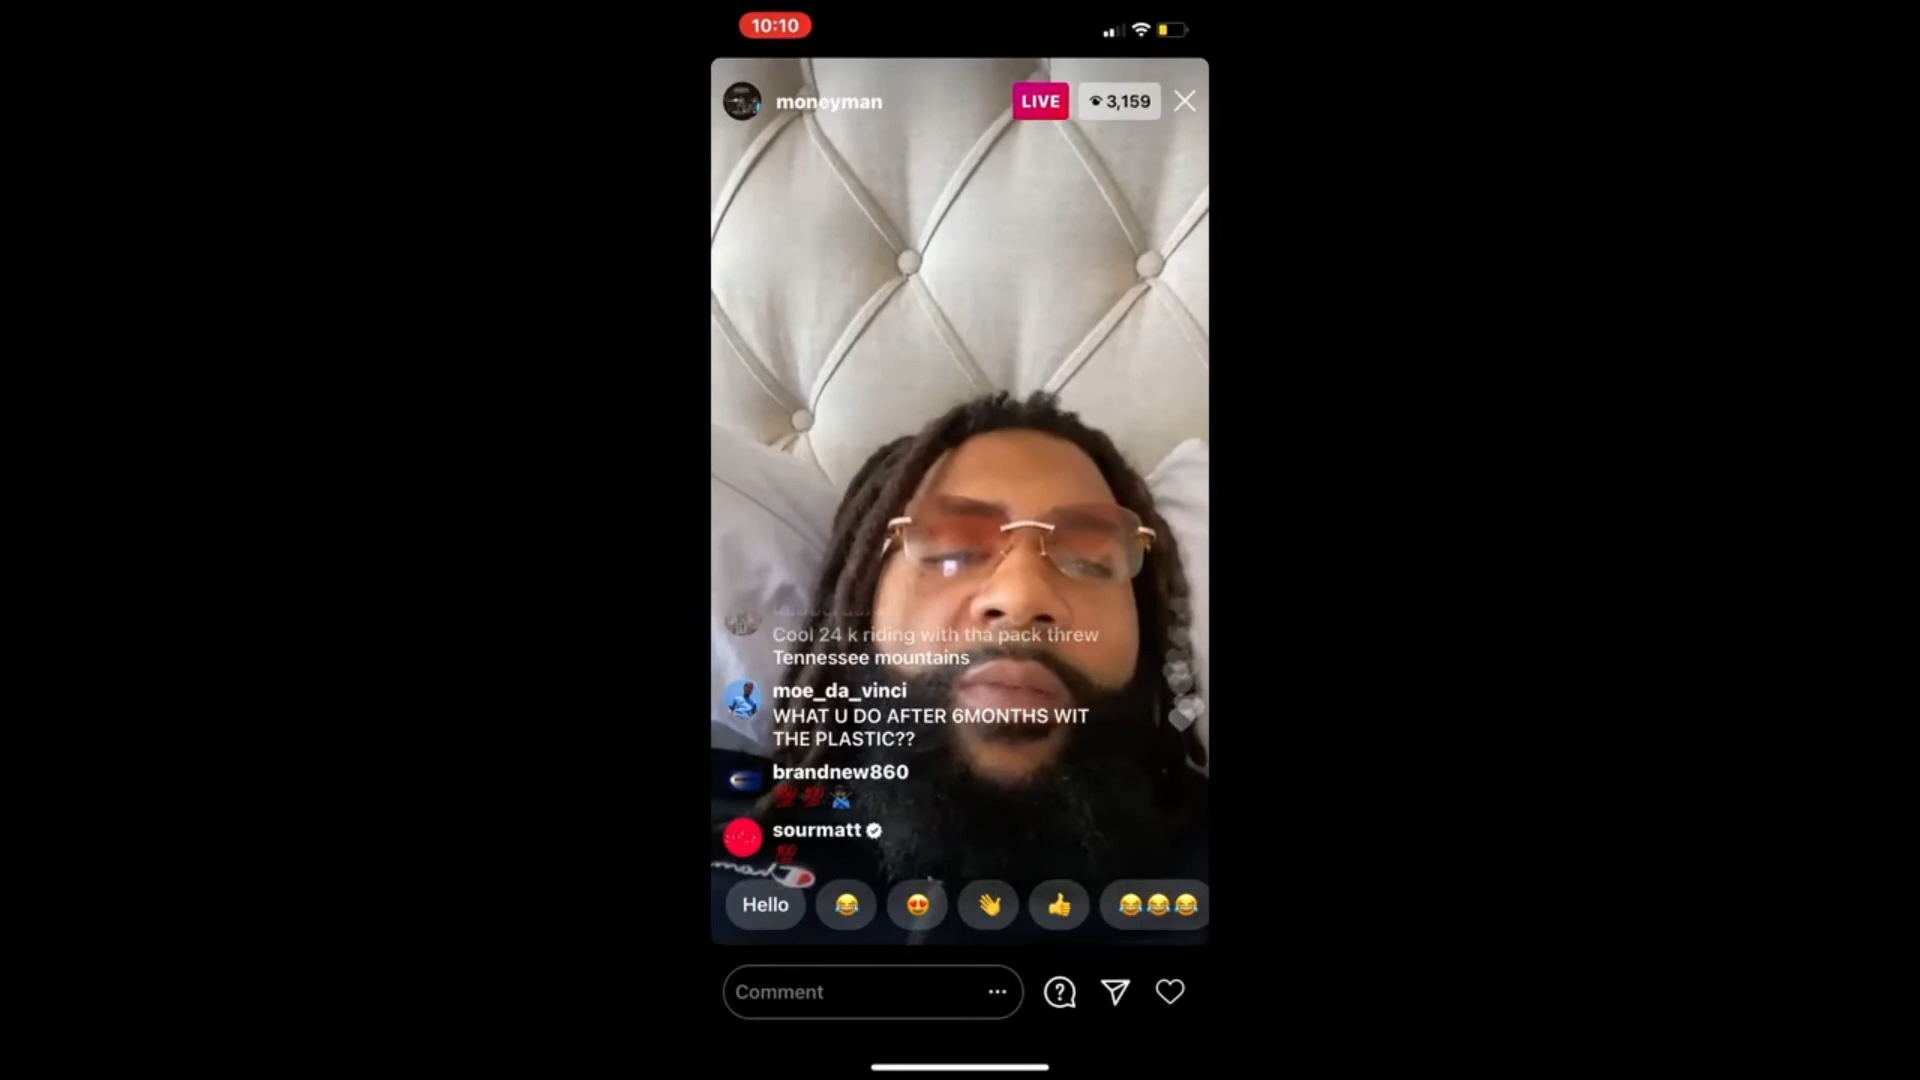 10:10
moneyman
LIVE
3,159
Cool 24 k riding with tha pack threw
Tennessee mountains
moe_da_vinci
WHAT U DO AFTER 6MONTHS WIT
THE PLASTIC??
brandnew860
💯💯
sourmatt
💯
Hello 😂 😍 👋 👍 😂😂😂
Comment